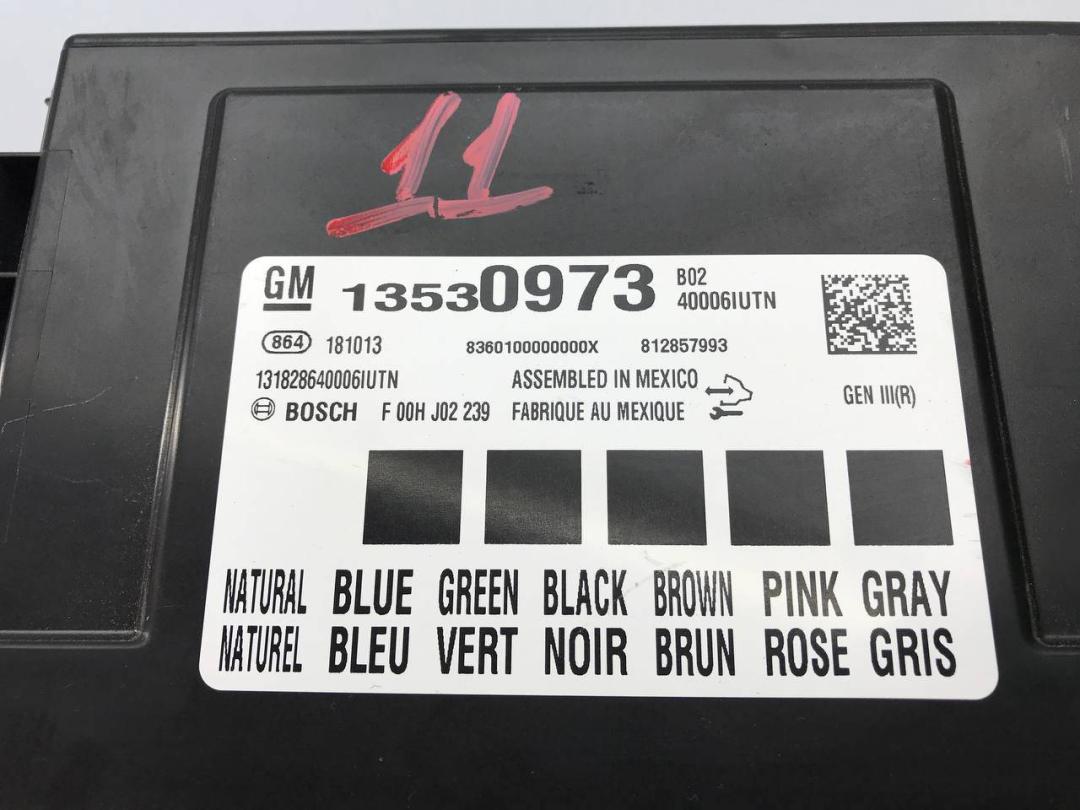 11
GM 13530973 B02
40006IUTN
864 181013 8360100000000X 812857993
131828640006IUTN ASSEMBLED IN MEXICO
BOSCH F 00H J02 239 FABRIQUE AU MEXIQUE GEN III(R)
NATURAL BLUE GREEN BLACK BROWN PINK GRAY
NATUREL BLEU VERT NOIR BRUN ROSE GRIS